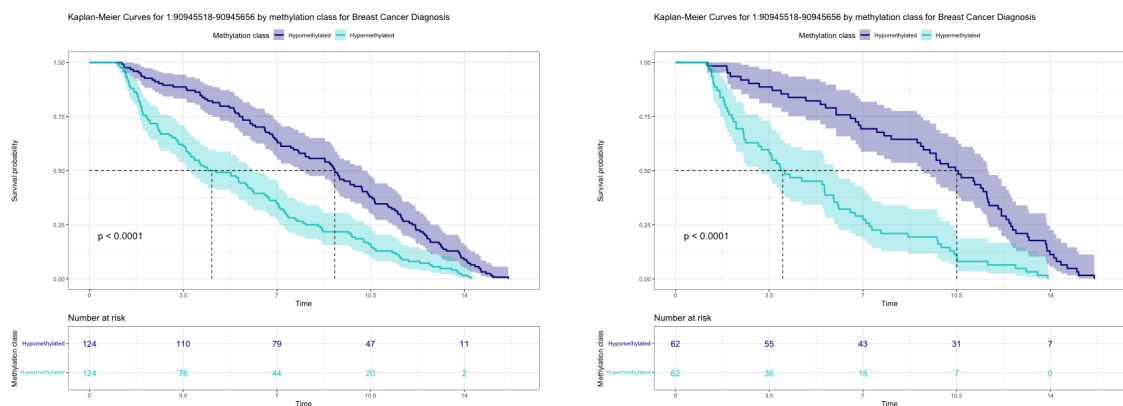 Kaplan-Meier Curves for 1:90945518-90945656 by methylation class for Breast Cancer Diagnosis
Methylation class Hypomethylated Hypermethylated
Survival probability
1.00
0.75
0.50
0.25
0.00
p < 0.0001
0 3.5 7 10.5 14
Time
Number at risk
Methylation class
Hypomethylated 124 110 79 47 11
Hypermethylated 124 76 44 20 2
0 3.5 7 10.5 14
Time
Kaplan-Meier Curves for 1:90945518-90945656 by methylation class for Breast Cancer Diagnosis
Methylation class Hypomethylated Hypermethylated
Survival probability
1.00
0.75
0.50
0.25
0.00
p < 0.0001
0 3.5 7 10.5 14
Time
Number at risk
Methylation class
Hypomethylated 62 55 43 31 7
Hypermethylated 62 36 18 7 0
0 3.5 7 10.5 14
Time